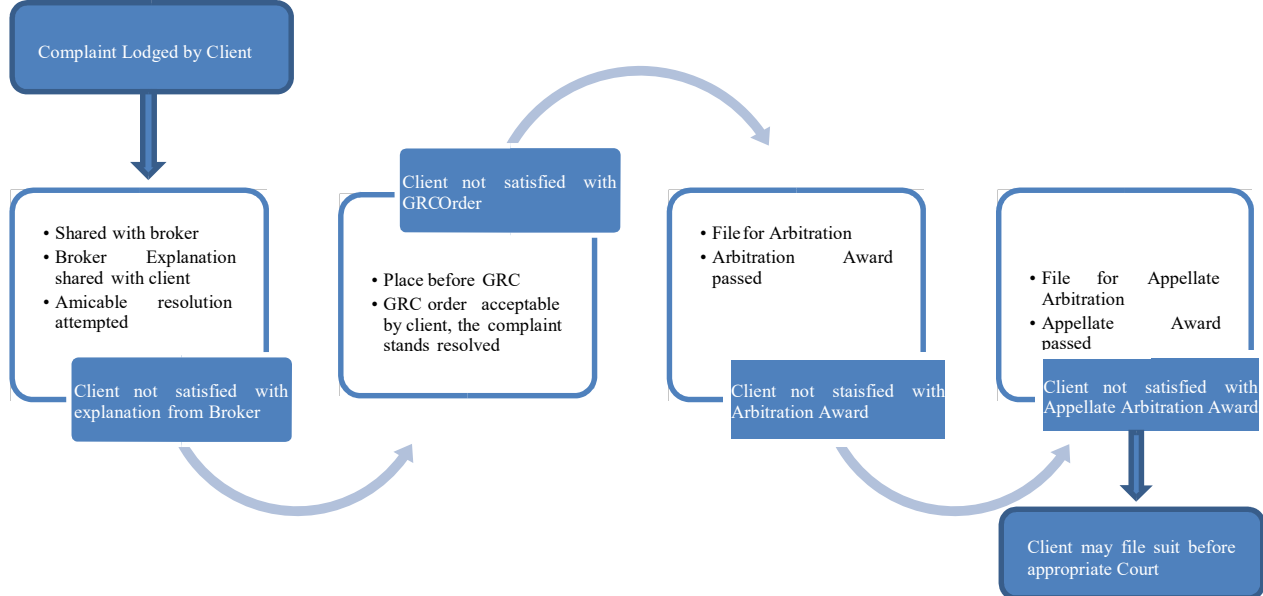 Complaint Lodged by Client
• Shared with broker
• Broker Explanation
shared with client
• Amicable resolution
attempted
Client not satisfied with
explanation from Broker
Client not satisfied with
GRCOrder
• Place before GRC
• GRC order acceptable
by client, the complaint
stands resolved
• File for Arbitration
• Arbitration Award
passed
Client not staisfied with
Arbitration Award
• File for Appellate
Arbitration
• Appellate Award
passed
Client not satisfied with
Appellate Arbitration Award
Client may file suit before
appropriate Court